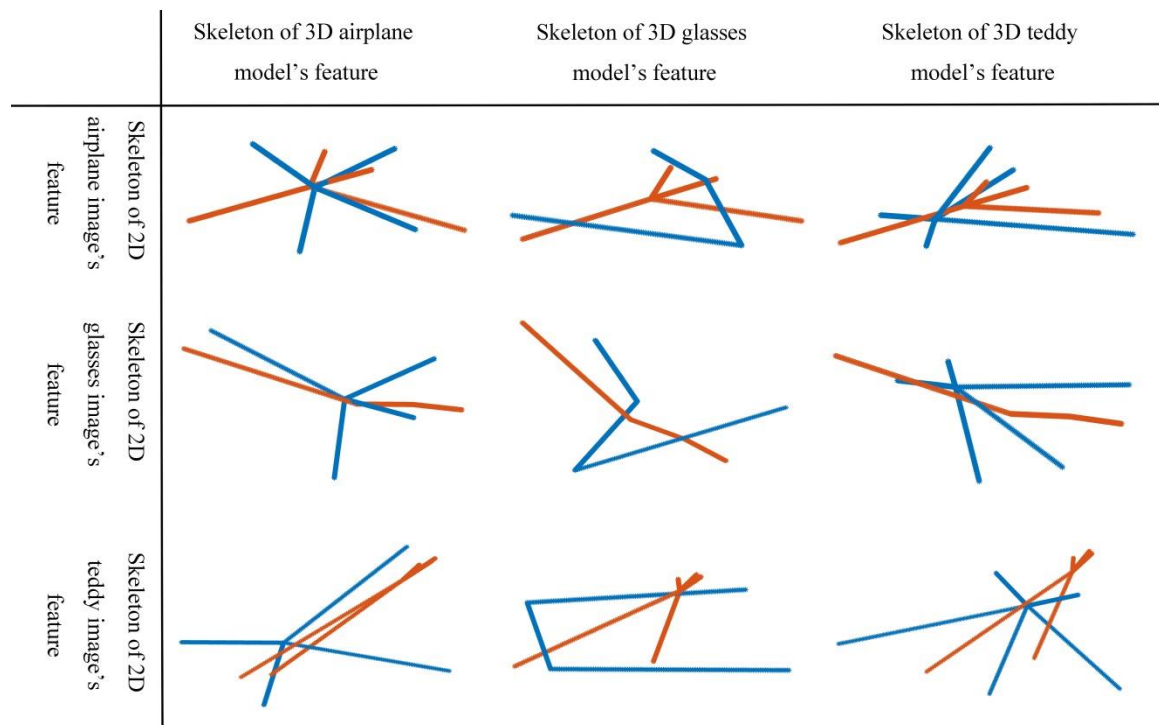 Skeleton of 3D airplane
model's feature
Skeleton of 3D glasses
model's feature
Skeleton of 3D teddy
model's feature
Skeleton of 2D
airplane image's
feature
Skeleton of 2D
glasses image's
feature
Skeleton of 2D
teddy image's
feature